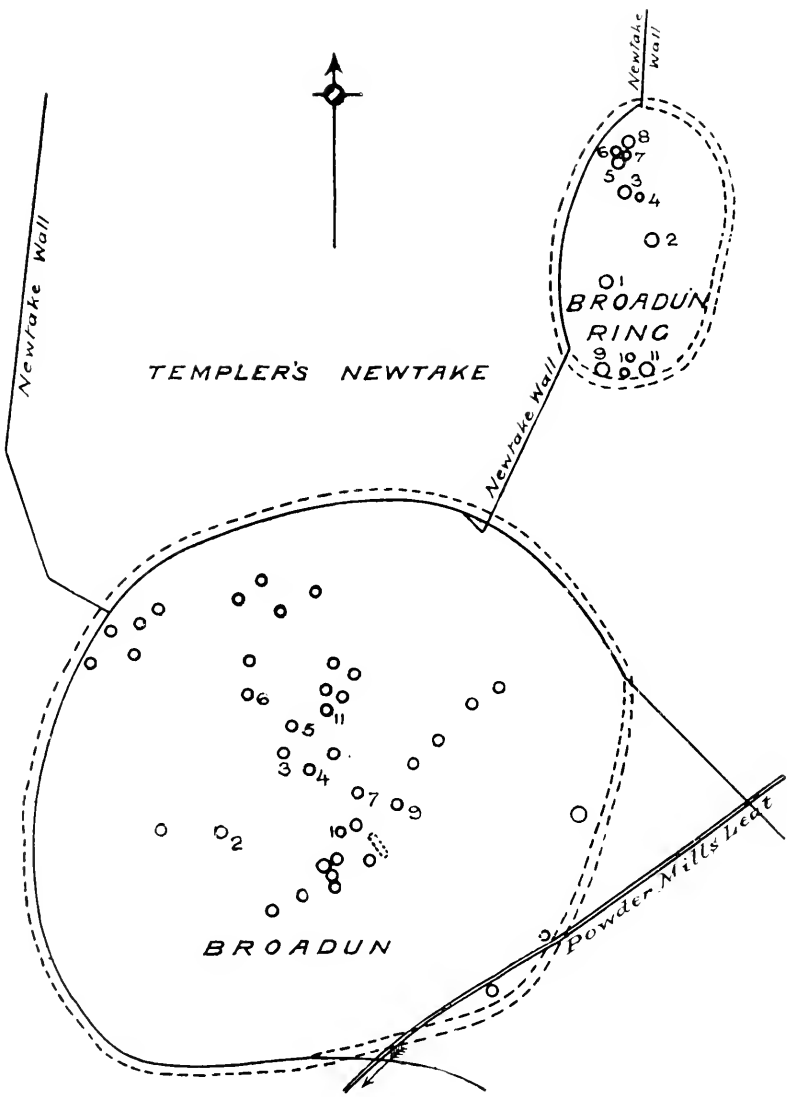 Newtake
Wall
8
6 7
5
3
4
2
1
BROADUN
RING
9 10 11
Newtake Wall
TEMPLER'S NEWTAKE
Newtake Wall
6
11
5
3 4
7
9
2
10
Powder Mills Leat
BROADUN